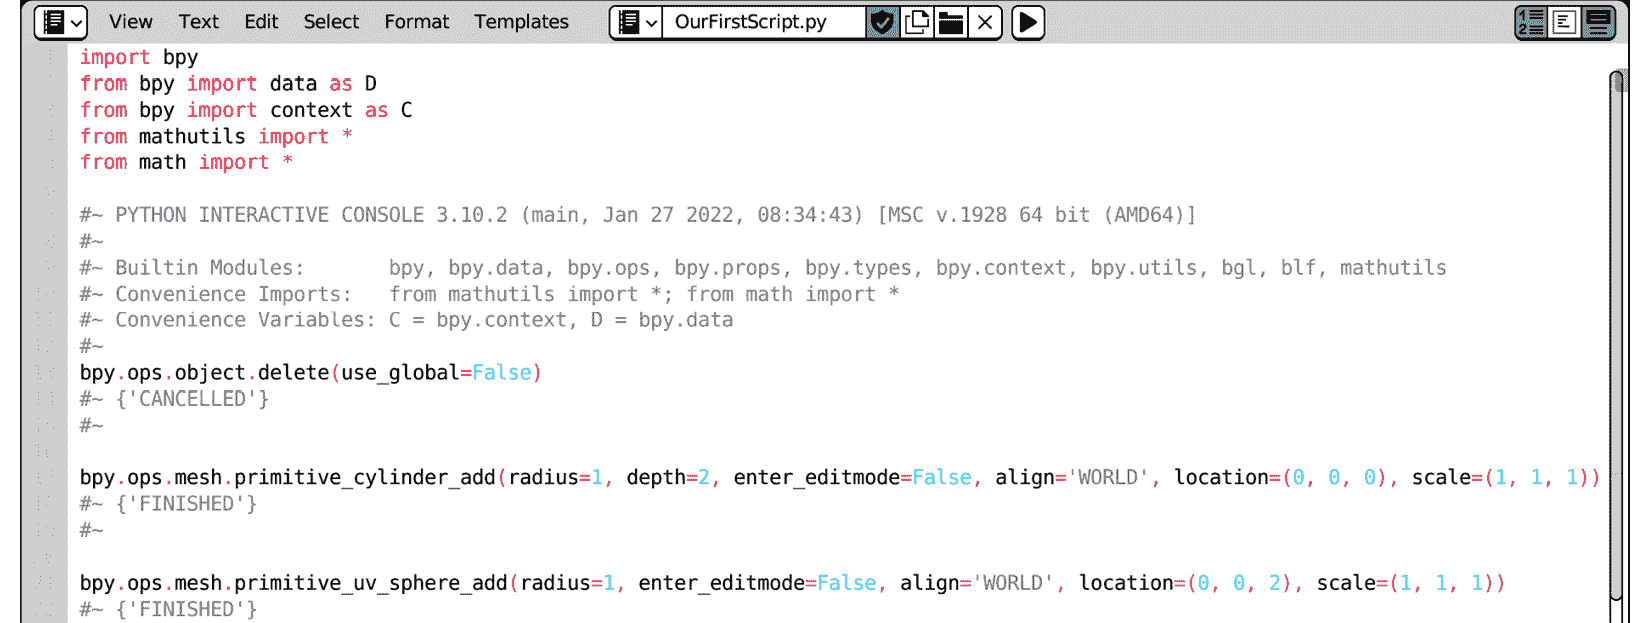 View Text Edit Select Format Templates OurFirstScript.py
import bpy
from bpy import data as D
from bpy import context as C
from mathutils import *
from math import *
#~ PYTHON INTERACTIVE CONSOLE 3.10.2 (main, Jan 27 2022, 08:34:43) [MSC v.1928 64 bit (AMD64)]
#~
#~ Builtin Modules:       bpy, bpy.data, bpy.ops, bpy.props, bpy.types, bpy.context, bpy.utils, bgl, blf, mathutils
#~ Convenience Imports:   from mathutils import *; from math import *
#~ Convenience Variables: C = bpy.context, D = bpy.data
#~
bpy.ops.object.delete(use_global=False)
#~ {'CANCELLED'}
#~
bpy.ops.mesh.primitive_cylinder_add(radius=1, depth=2, enter_editmode=False, align='WORLD', location=(0, 0, 0), scale=(1, 1, 1))
#~ {'FINISHED'}
#~
bpy.ops.mesh.primitive_uv_sphere_add(radius=1, enter_editmode=False, align='WORLD', location=(0, 0, 2), scale=(1, 1, 1))
#~ {'FINISHED'}